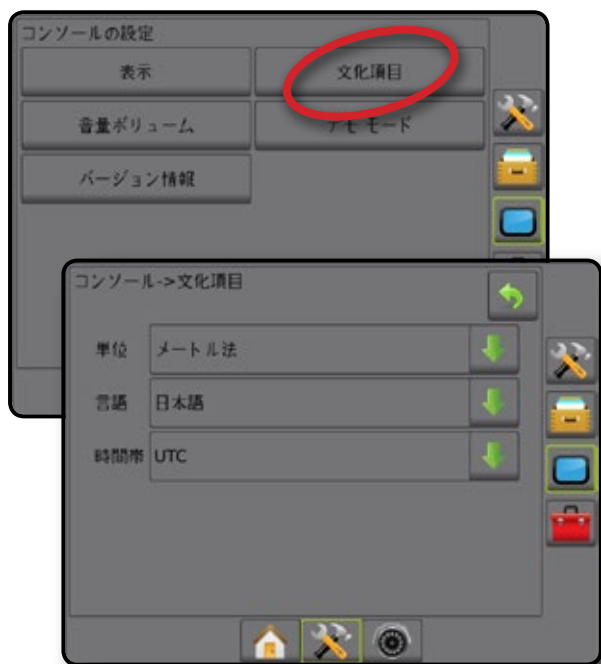 コンソールの設定
表示 文化項目
音量ボリューム デモ モード
バージョン情報
コンソール->文化項目
単位 メートル法
言語 日本語
時間帯 UTC